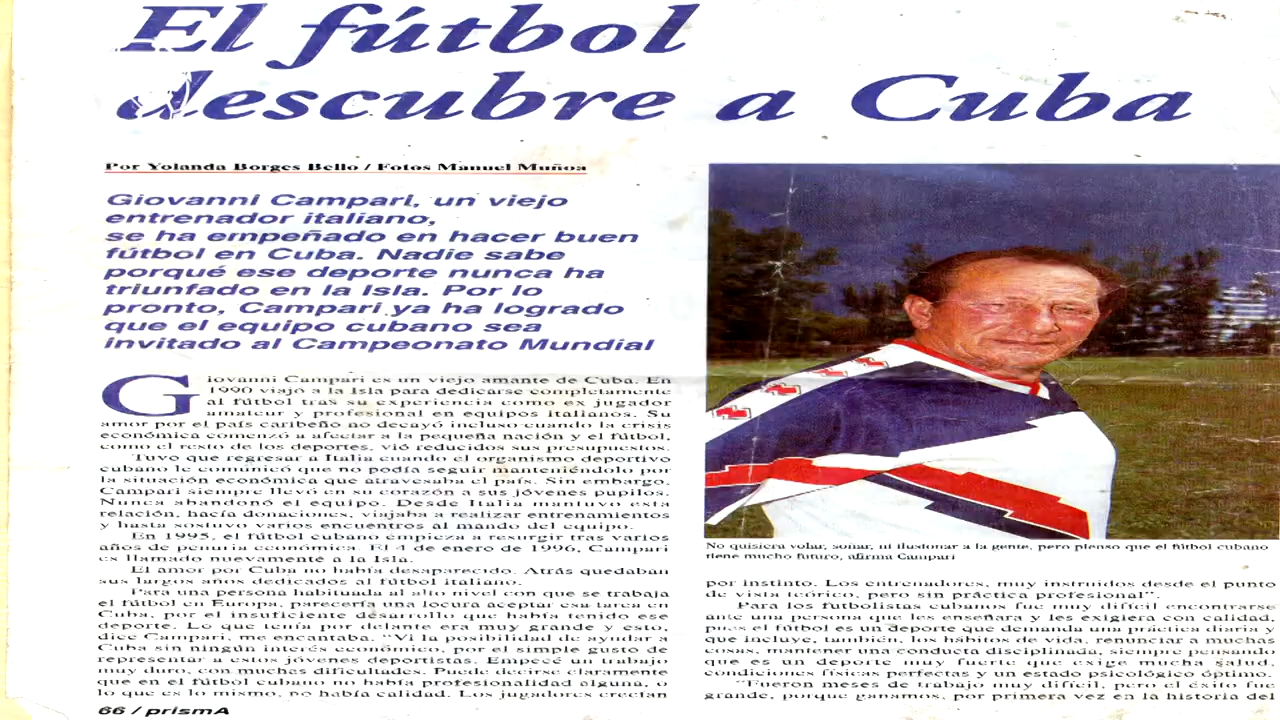 El fútbol
descubre a Cuba
Por Yolanda Borges Bello / Fotos Manuel Muñoa
Giovanni Campari, un viejo
entrenador italiano,
se ha empeñado en hacer buen
fútbol en Cuba. Nadie sabe
porqué ese deporte nunca ha
triunfado en la Isla. Por lo
pronto, Campari ya ha logrado
que el equipo cubano sea
invitado al Campeonato Mundial
Giovanni Campari es un viejo amante de Cuba. En
1990 viajó a la Isla para dedicarse completamente
al fútbol tras su experiencia como ex jugador
amateur y profesional en equipos italianos. Su
amor por el país caribeño no decayó incluso cuando la crisis
económica comenzó a afectar a la pequeña nación y el fútbol,
como el resto de los deportes, vió reducidos sus presupuestos.
Tuvo que regresar a Italia cuando el organismo deportivo
cubano le comunicó que no podía seguir manteniéndolo por
la situación económica que atravesaba el país. Sin embargo,
Campari siempre llevó en su corazón a sus jóvenes pupilos.
Nunca abandonó el equipo. Desde Italia mantuvo esta
relación, hacía donaciones, viajaba a realizar entrenamientos
y hasta sostuvo varios encuentros al mando del equipo.
En 1995, el fútbol cubano empieza a resurgir tras varios
años de penuria económica. El 4 de enero de 1996, Campari
es llamado nuevamente a la Isla.
El amor por Cuba no había desaparecido. Atrás quedaban
sus largos años dedicados al fútbol italiano.
Para una persona habituada al alto nivel con que se trabaja
el fútbol en Europa, parecería una locura aceptar esa tarea en
Cuba, por el insuficiente desarrollo que había tenido ese
deporte. Lo que tenía por delante era muy grande y esto,
dice Campari, me encantaba. "Vi la posibilidad de ayudar a
Cuba sin ningún interés económico, por el simple gusto de
representar a estos jóvenes deportistas. Empecé un trabajo
muy duro, con muchas dificultades. Puede decirse claramente
que en el fútbol cubano no había profesionalidad alguna, o
lo que es lo mismo, no había calidad. Los jugadores crecían
66 / prismA
No quisiera volar, soñar, ni ilusionar a la gente, pero pienso que el fútbol cubano
tiene mucho futuro, afirma Campari
por instinto. Los entrenadores, muy instruidos desde el punto
de vista teórico, pero sin práctica profesional".
Para los futbolistas cubanos fue muy difícil encontrarse
ante una persona que les enseñara y les exigiera con calidad,
pues el fútbol es un deporte que demanda una práctica diaria y
que incluye, también, los hábitos de vida, renunciar a muchas
cosas, mantener una conducta disciplinada, siempre pensando
que es un deporte muy fuerte que exige mucha salud,
condiciones físicas perfectas y un estado psicológico óptimo.
"Fueron meses de trabajo muy difícil, pero el éxito fue
grande, porque ganamos, por primera vez en la historia del